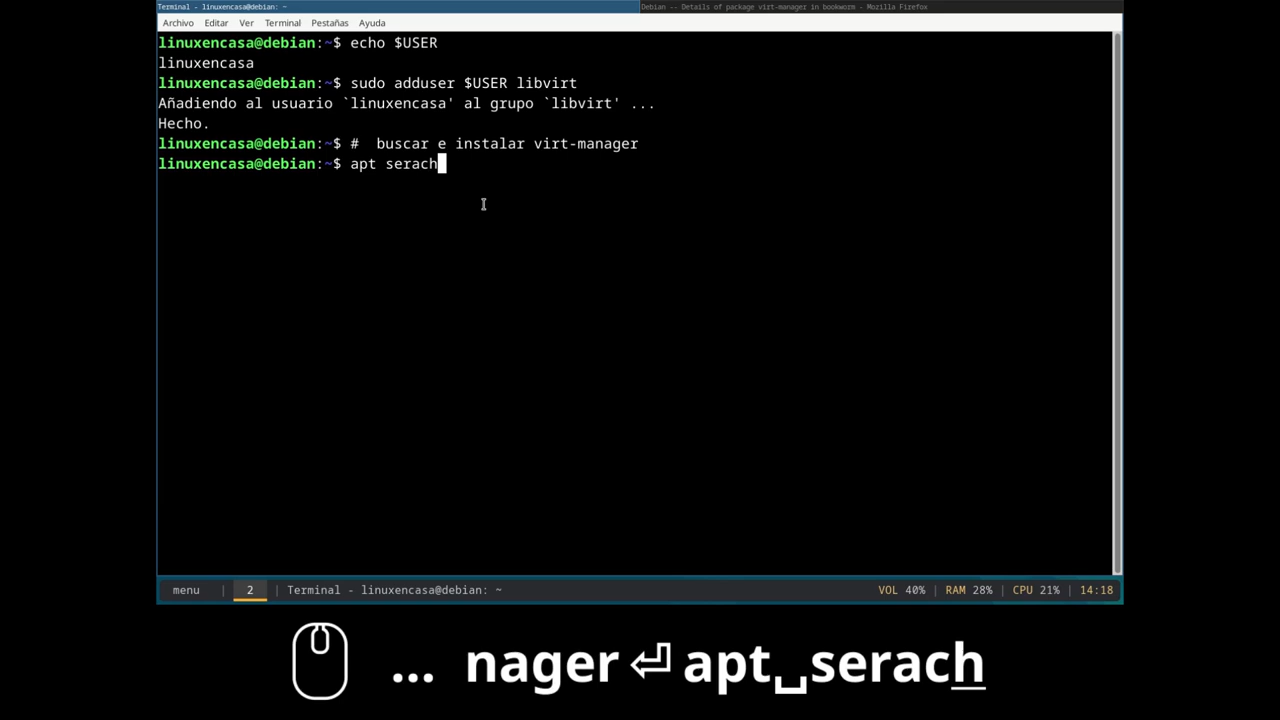 Terminal - linuxencasa@debian: ~
Debian -- Details of package virt-manager in bookworm - Mozilla Firefox
Archivo Editar Ver Terminal Pestañas Ayuda
linuxencasa@debian:~$ echo $USER
linuxencasa
linuxencasa@debian:~$ sudo adduser $USER libvirt
Añadiendo al usuario `linuxencasa' al grupo `libvirt' ...
Hecho.
linuxencasa@debian:~$ #  buscar e instalar virt-manager
linuxencasa@debian:~$ apt serach
menu | 2 | Terminal - linuxencasa@debian: ~ VOL 40% | RAM 28% | CPU 21% | 14:18
... nager⏎apt␣serach